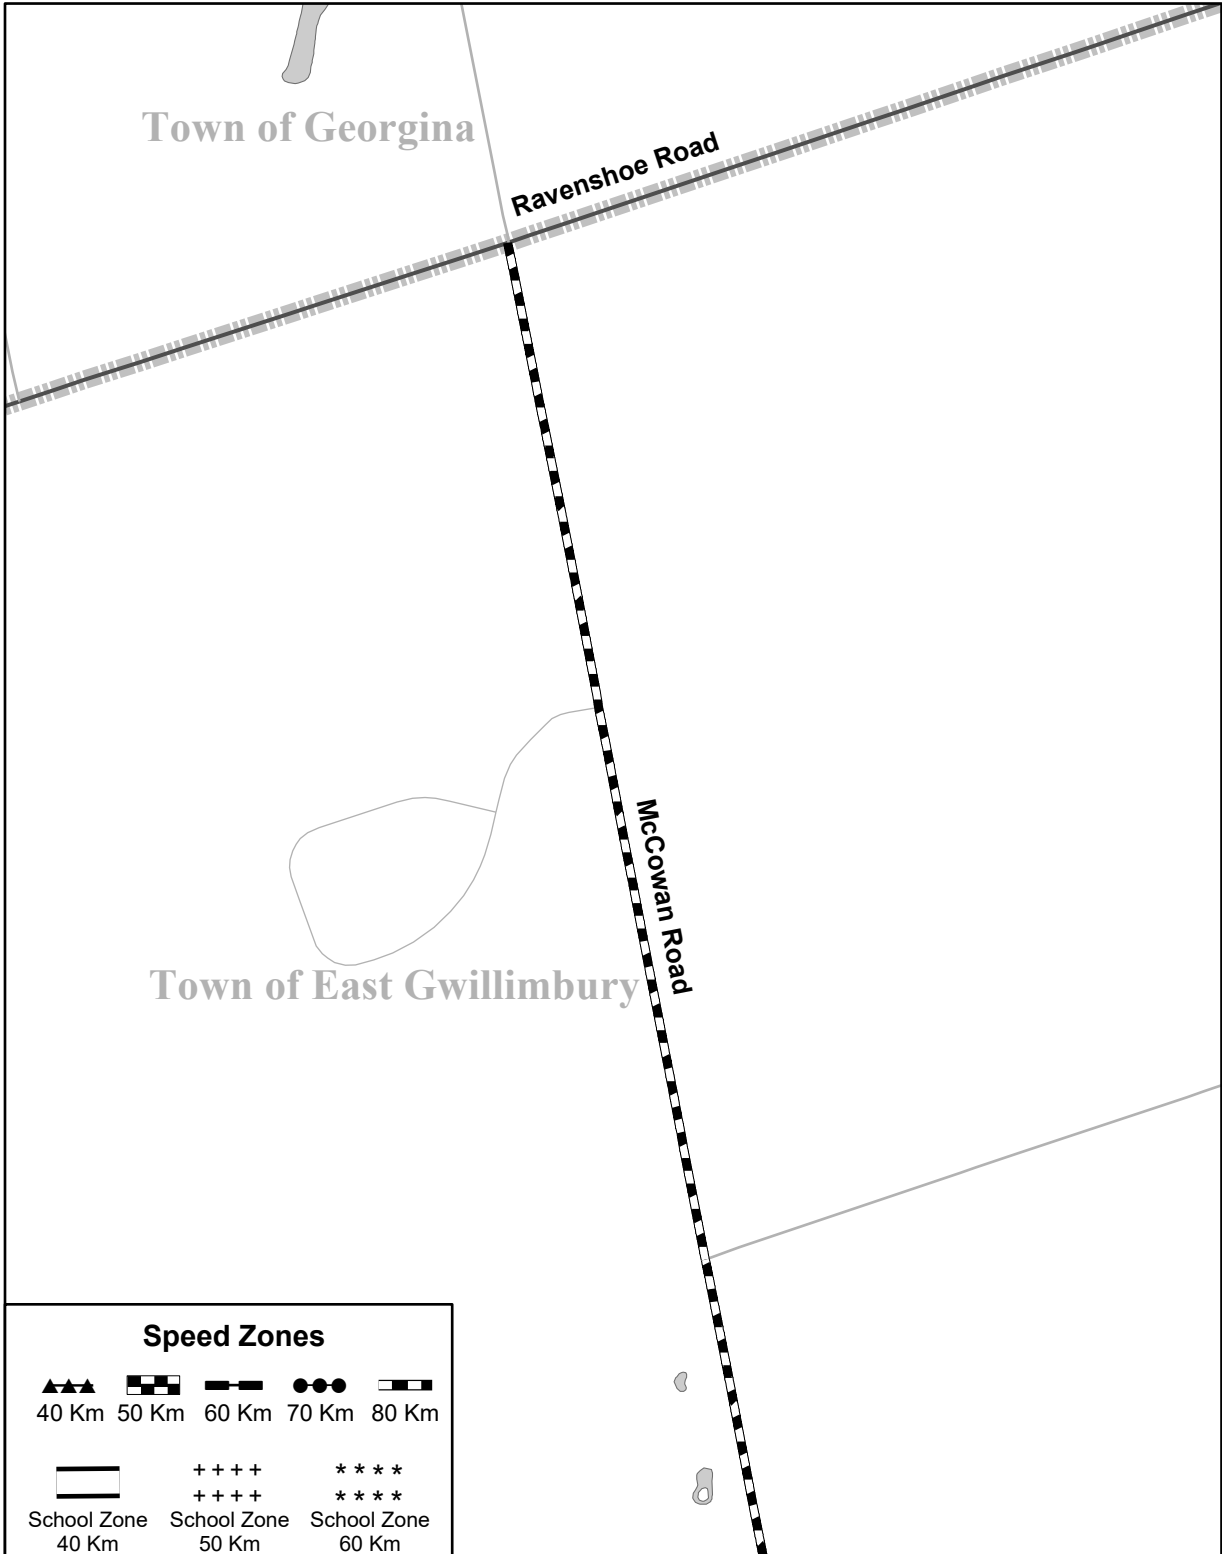 Town of Georgina
Ravenshoe Road
McCowan Road
Town of East Gwillimbury
Speed Zones
40 Km 50 Km 60 Km 70 Km 80 Km
++++ ****
++++ ****
School Zone School Zone School Zone
40 Km 50 Km 60 Km